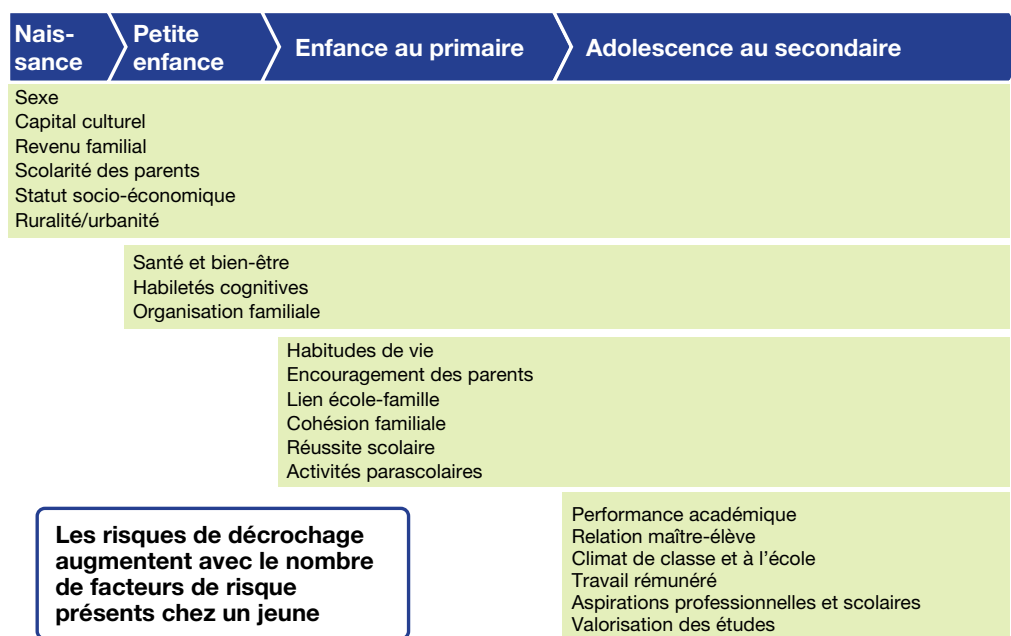 Nais-
sance
Petite
enfance
Enfance au primaire
Adolescence au secondaire
Sexe
Capital culturel
Revenu familial
Scolarité des parents
Statut socio-économique
Ruralité/urbanité
Santé et bien-être
Habiletés cognitives
Organisation familiale
Habitudes de vie
Encouragement des parents
Lien école-famille
Cohésion familiale
Réussite scolaire
Activités parascolaires
Les risques de décrochage
augmentent avec le nombre
de facteurs de risque
présents chez un jeune
Performance académique
Relation maître-élève
Climat de classe et à l'école
Travail rémunéré
Aspirations professionnelles et scolaires
Valorisation des études